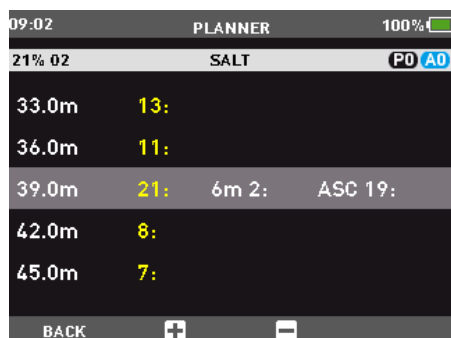 09:02 PLANNER 100%
21% 02 SALT P0 A0
33.0m 13:
36.0m 11:
39.0m 21: 6m 2: ASC 19:
42.0m 8:
45.0m 7:
BACK + -